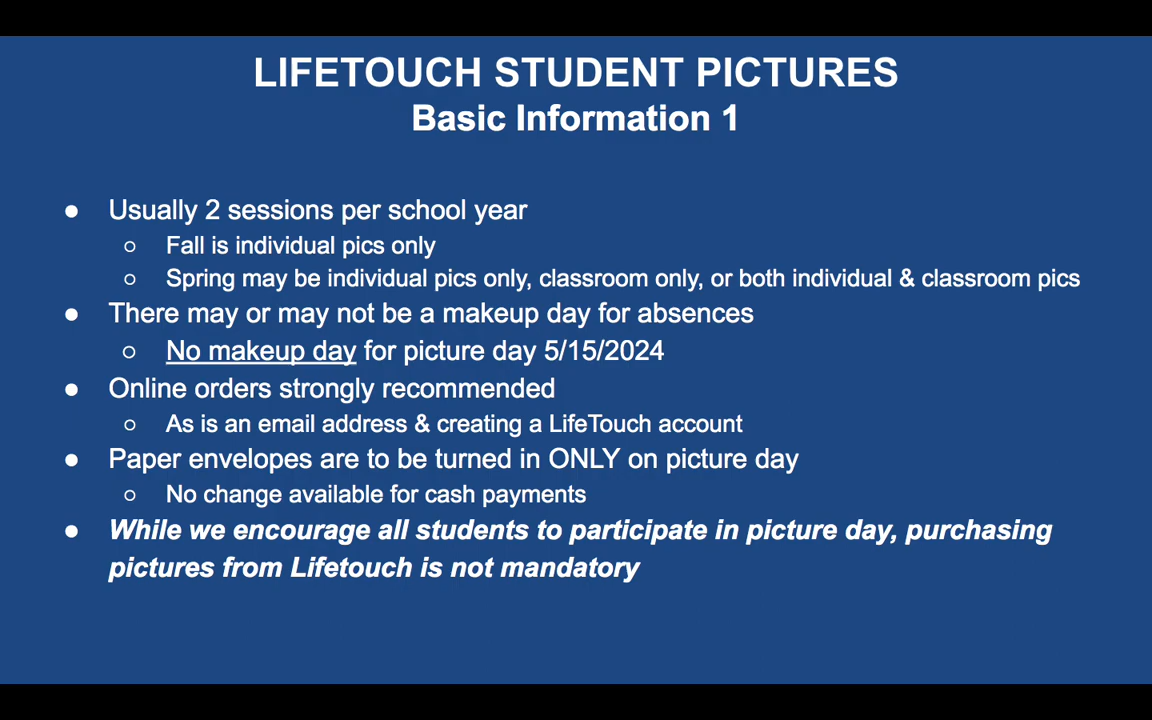 LIFETOUCH STUDENT PICTURES
Basic Information 1
● Usually 2 sessions per school year
○ Fall is individual pics only
○ Spring may be individual pics only, classroom only, or both individual & classroom pics
● There may or may not be a makeup day for absences
○ No makeup day for picture day 5/15/2024
● Online orders strongly recommended
○ As is an email address & creating a LifeTouch account
● Paper envelopes are to be turned in ONLY on picture day
○ No change available for cash payments
● While we encourage all students to participate in picture day, purchasing
pictures from Lifetouch is not mandatory